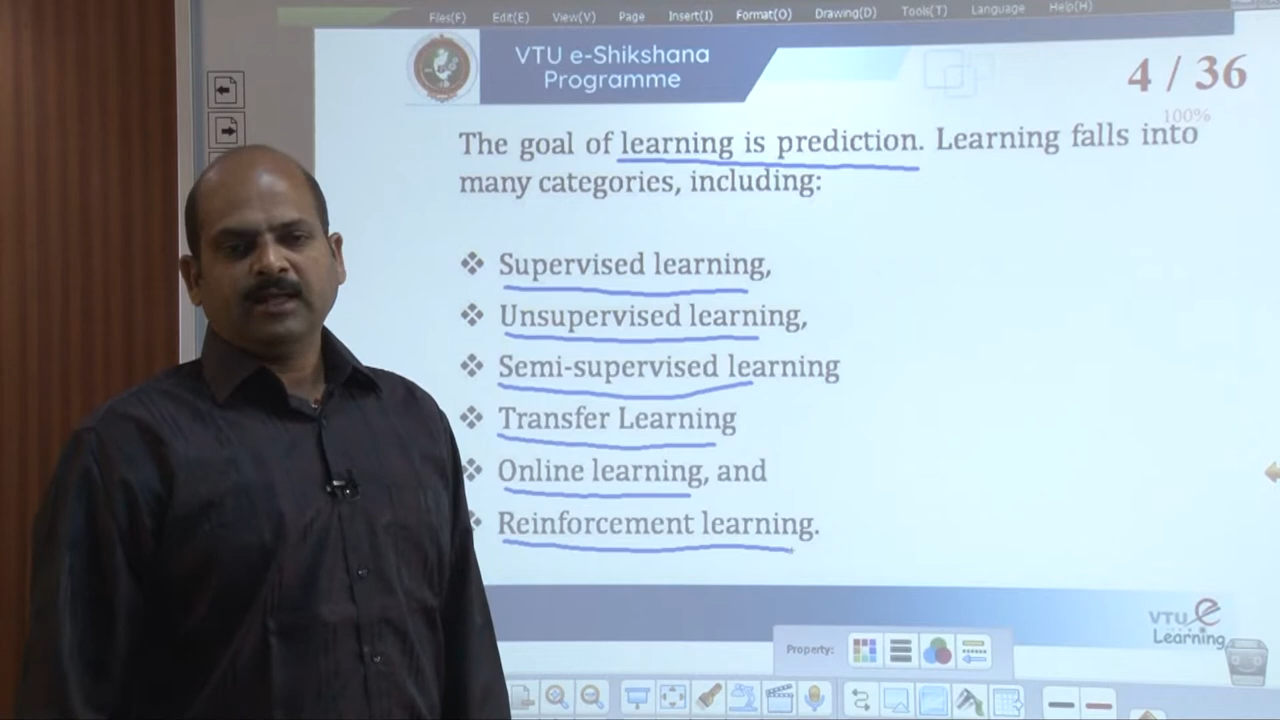 Files(F) Edit(E) View(V) Page Insert(I) Format(O) Drawing(D) Tools(T) Language Help(H)
VTU e-Shikshana
Programme
4 / 36
100%
The goal of learning is prediction. Learning falls into
many categories, including:
❖ Supervised learning,
❖ Unsupervised learning,
❖ Semi-supervised learning
❖ Transfer Learning
❖ Online learning, and
❖ Reinforcement learning.
VTU e
Learning
Property: